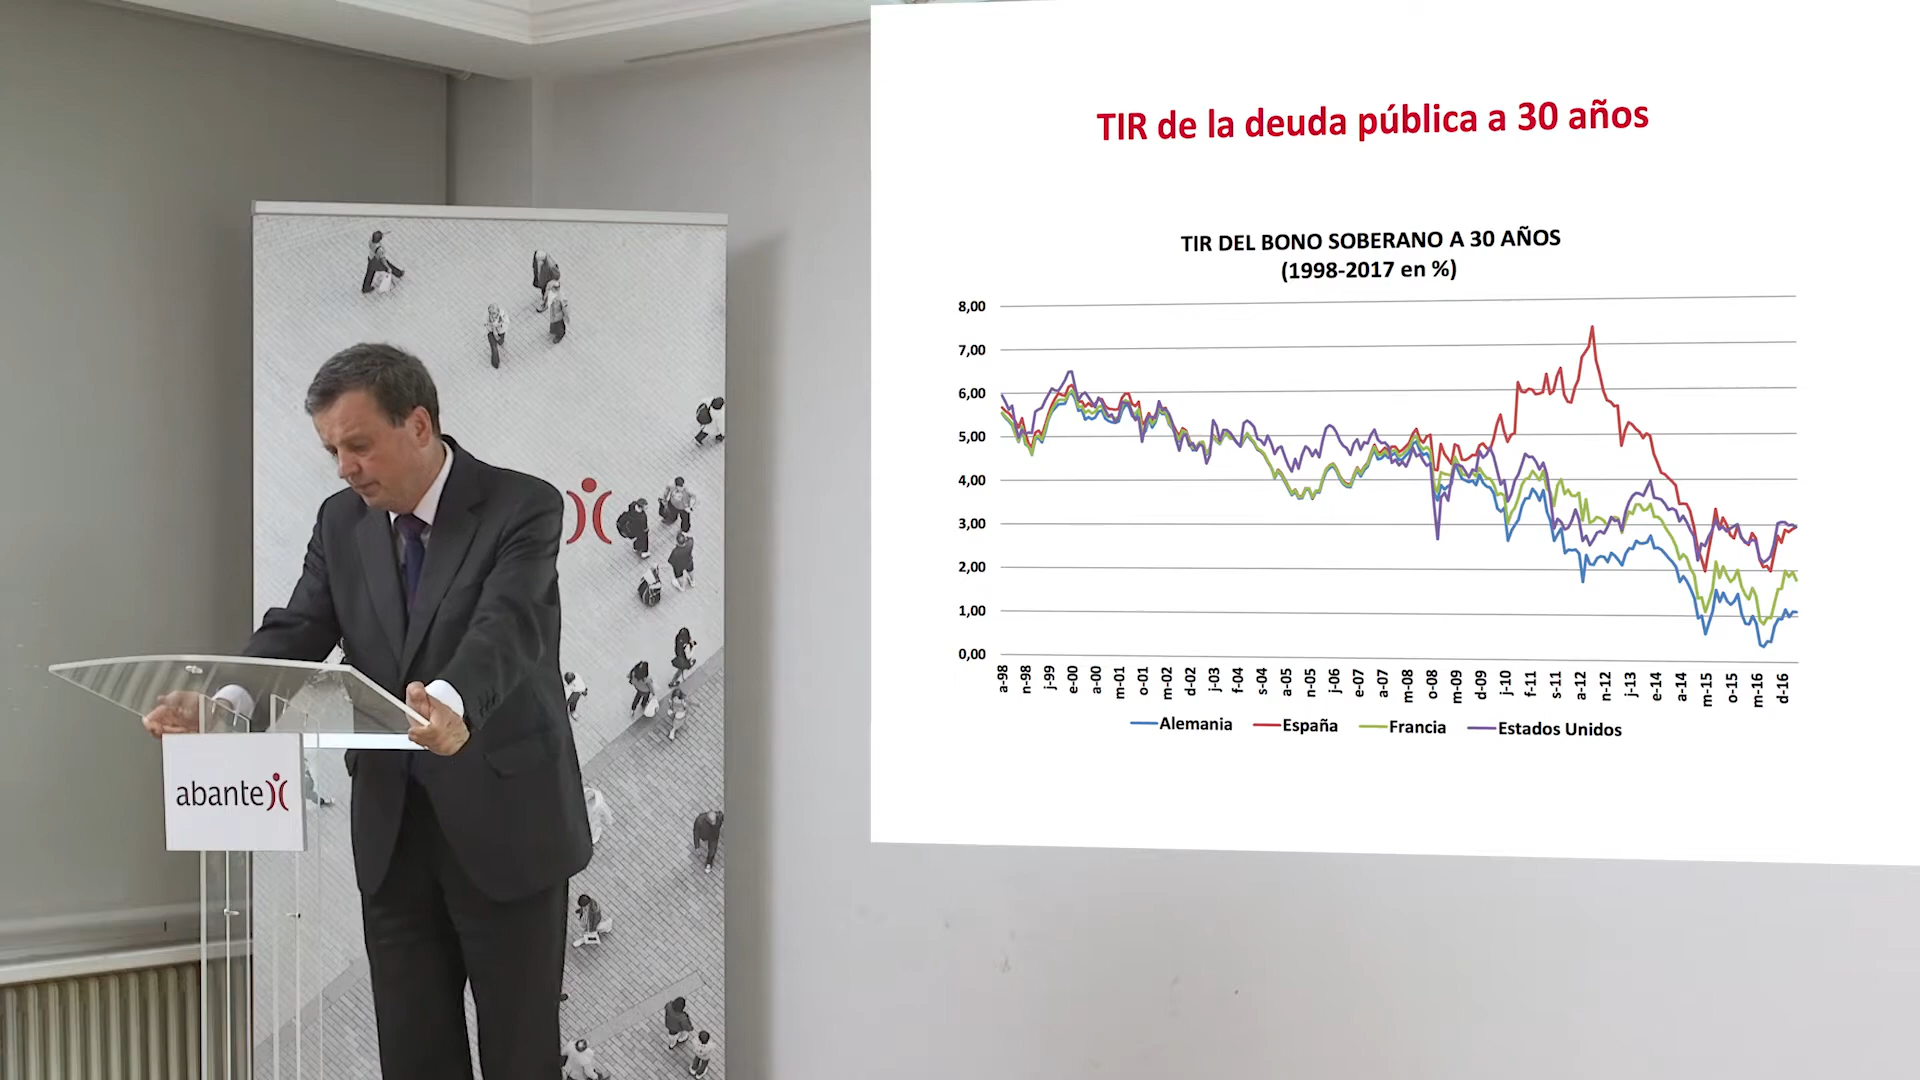 TIR de la deuda pública a 30 años
TIR DEL BONO SOBERANO A 30 AÑOS
(1998-2017 en %)
8,00
7,00
6,00
5,00
4,00
3,00
2,00
1,00
0,00
a-98
n-98
j-99
e-00
a-00
m-01
o-01
m-02
d-02
j-03
f-04
s-04
a-05
n-05
j-06
e-07
a-07
m-08
o-08
m-09
d-09
j-10
f-11
s-11
a-12
n-12
j-13
e-14
a-14
m-15
o-15
m-16
d-16
Alemania España Francia Estados Unidos
abante